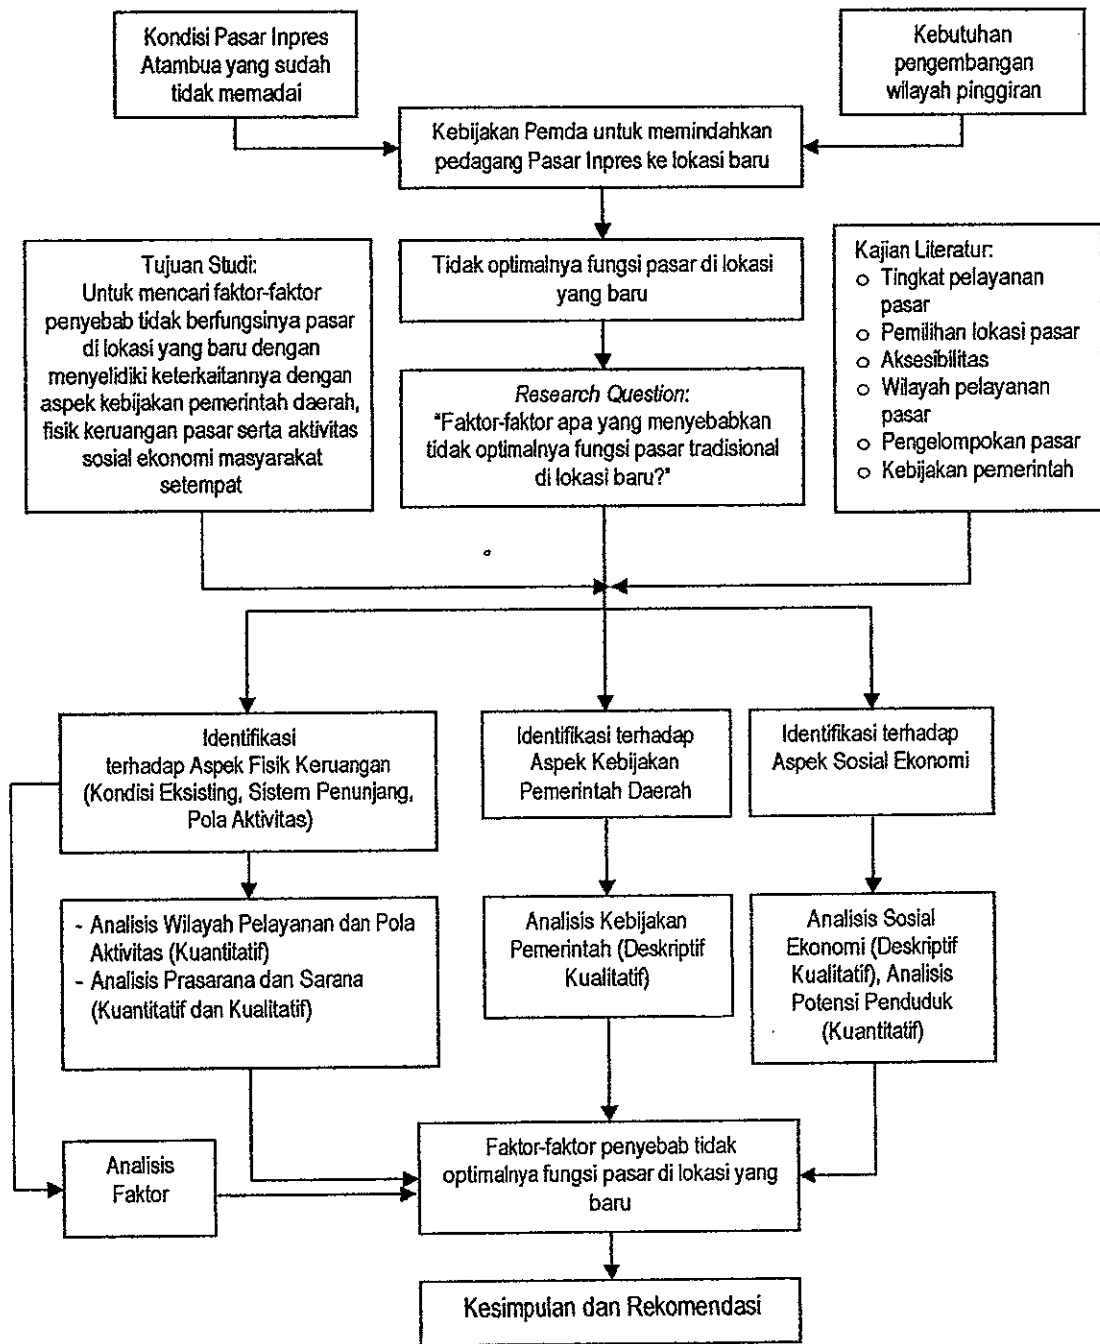 Kondisi Pasar Inpres
Atambua yang sudah
tidak memadai
Kebutuhan
pengembangan
wilayah pinggiran
Kebijakan Pemda untuk memindahkan
pedagang Pasar Inpres ke lokasi baru
Tujuan Studi:
Untuk mencari faktor-faktor
penyebab tidak berfungsinya pasar
di lokasi yang baru dengan
menyelidiki keterkaitannya dengan
aspek kebijakan pemerintah daerah,
fisik keruangan pasar serta aktivitas
sosial ekonomi masyarakat
setempat
Tidak optimalnya fungsi pasar di lokasi
yang baru
Research Question:
"Faktor-faktor apa yang menyebabkan
tidak optimalnya fungsi pasar tradisional
di lokasi baru?"
Kajian Literatur:
o Tingkat pelayanan
pasar
o Pemilihan lokasi pasar
o Aksesibilitas
o Wilayah pelayanan
pasar
o Pengelompokan pasar
o Kebijakan pemerintah
Identifikasi
terhadap Aspek Fisik Keruangan
(Kondisi Eksisting, Sistem Penunjang,
Pola Aktivitas)
Identifikasi terhadap
Aspek Kebijakan
Pemerintah Daerah
Identifikasi terhadap
Aspek Sosial Ekonomi
- Analisis Wilayah Pelayanan dan Pola
Aktivitas (Kuantitatif)
- Analisis Prasarana dan Sarana
(Kuantitatif dan Kualitatif)
Analisis Kebijakan
Pemerintah (Deskriptif
Kualitatif)
Analisis Sosial
Ekonomi (Deskriptif
Kualitatif), Analisis
Potensi Penduduk
(Kuantitatif)
Analisis
Faktor
Faktor-faktor penyebab tidak
optimalnya fungsi pasar di lokasi yang
baru
Kesimpulan dan Rekomendasi